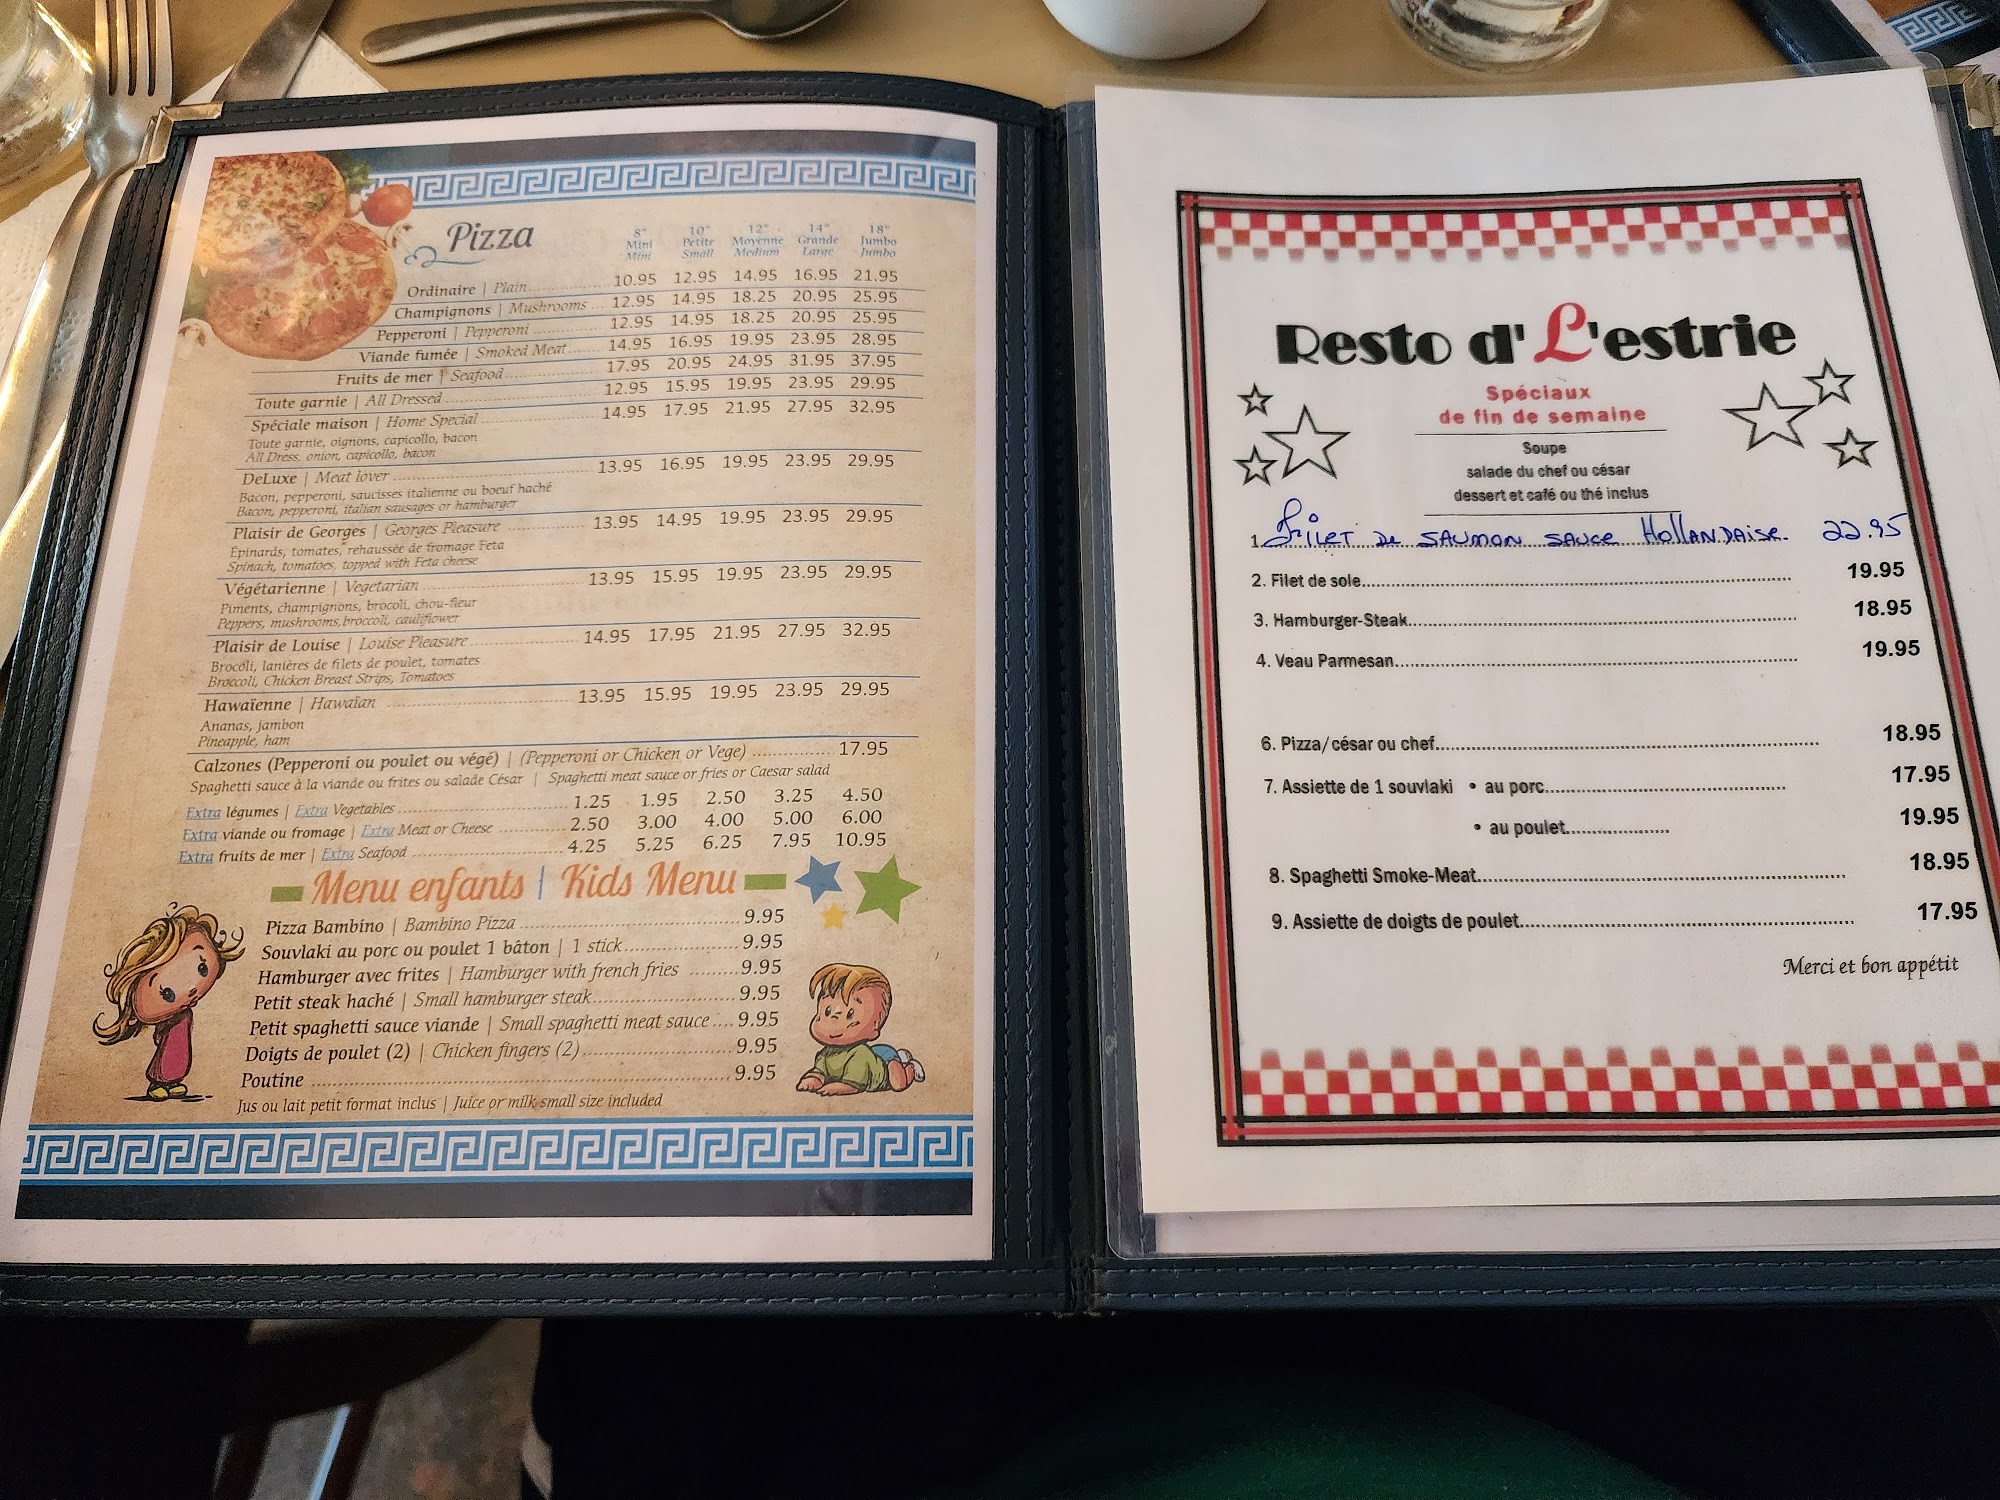 Pizza
8" 10" 12" 14" 18"
Mini Petite Moyenne Grande Jumbo
Mini Small Medium Large Jumbo
Ordinaire | Plain 10.95 12.95 14.95 16.95 21.95
Champignons | Mushrooms 12.95 14.95 18.25 20.95 25.95
Pepperoni | Pepperoni 12.95 14.95 18.25 20.95 25.95
Viande fumée | Smoked Meat 14.95 16.95 19.95 23.95 28.95
Fruits de mer | Seafood 17.95 20.95 24.95 31.95 37.95
Toute garnie | All Dressed 12.95 15.95 19.95 23.95 29.95
Spéciale maison | Home Special 14.95 17.95 21.95 27.95 32.95
Toute garnie, oignons, capicollo, bacon
All Dress, onion, capicollo, bacon
DeLuxe | Meat lover 13.95 16.95 19.95 23.95 29.95
Bacon, pepperoni, saucisses italienne ou boeuf haché
Bacon, pepperoni, italian sausages or hamburger
Plaisir de Georges | Georges Pleasure 13.95 14.95 19.95 23.95 29.95
Épinards, tomates, rehaussée de fromage Feta
Spinach, tomatoes, topped with Feta cheese
Végétarienne | Vegetarian 13.95 15.95 19.95 23.95 29.95
Piments, champignons, brocoli, chou-fleur
Peppers, mushrooms,broccoli, cauliflower
Plaisir de Louise | Louise Pleasure 14.95 17.95 21.95 27.95 32.95
Brocoli, lanières de filets de poulet, tomates
Broccoli, Chicken Breast Strips, Tomatoes
Hawaïenne | Hawaïan 13.95 15.95 19.95 23.95 29.95
Ananas, jambon
Pineapple, ham
Calzones (Pepperoni ou poulet ou végé) | (Pepperoni or Chicken or Vege) 17.95
Spaghetti sauce à la viande ou frites ou salade César | Spaghetti meat sauce or fries or Caesar salad
Extra légumes | Extra Vegetables 1.25 1.95 2.50 3.25 4.50
Extra viande ou fromage | Extra Meat or Cheese 2.50 3.00 4.00 5.00 6.00
Extra fruits de mer | Extra Seafood 4.25 5.25 6.25 7.95 10.95
Menu enfants | Kids Menu
Pizza Bambino | Bambino Pizza 9.95
Souvlaki au porc ou poulet 1 bâton | 1 stick 9.95
Hamburger avec frites | Hamburger with french fries 9.95
Petit steak haché | Small hamburger steak 9.95
Petit spaghetti sauce viande | Small spaghetti meat sauce 9.95
Doigts de poulet (2) | Chicken fingers (2) 9.95
Poutine 9.95
Jus ou lait petit format inclus | Juice or milk small size included
Resto d'L'estrie
Spéciaux
de fin de semaine
Soupe
salade du chef ou césar
dessert et café ou thé inclus
1. Filet de saumon sauce Hollandaise. 22.95
2. Filet de sole 19.95
3. Hamburger-Steak 18.95
4. Veau Parmesan 19.95
6. Pizza/césar ou chef 18.95
7. Assiette de 1 souvlaki • au porc 17.95
• au poulet 19.95
8. Spaghetti Smoke-Meat 18.95
9. Assiette de doigts de poulet 17.95
Merci et bon appétit